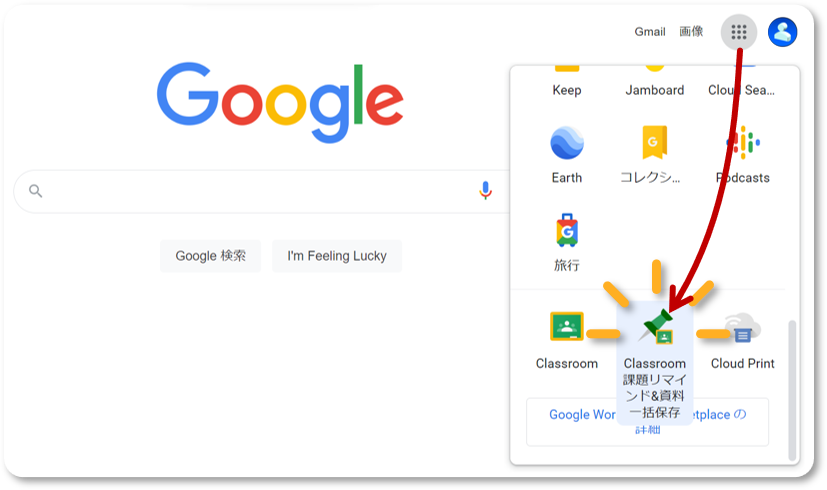 Gmail 画像
Google
Keep Jamboard Cloud Sea...
Earth コレクシ... Podcasts
旅行
Google 検索 I'm Feeling Lucky
Classroom Classroom Cloud Print
課題リマイ
ンド&資料
一括保存
Google Wor etplace の
詳細